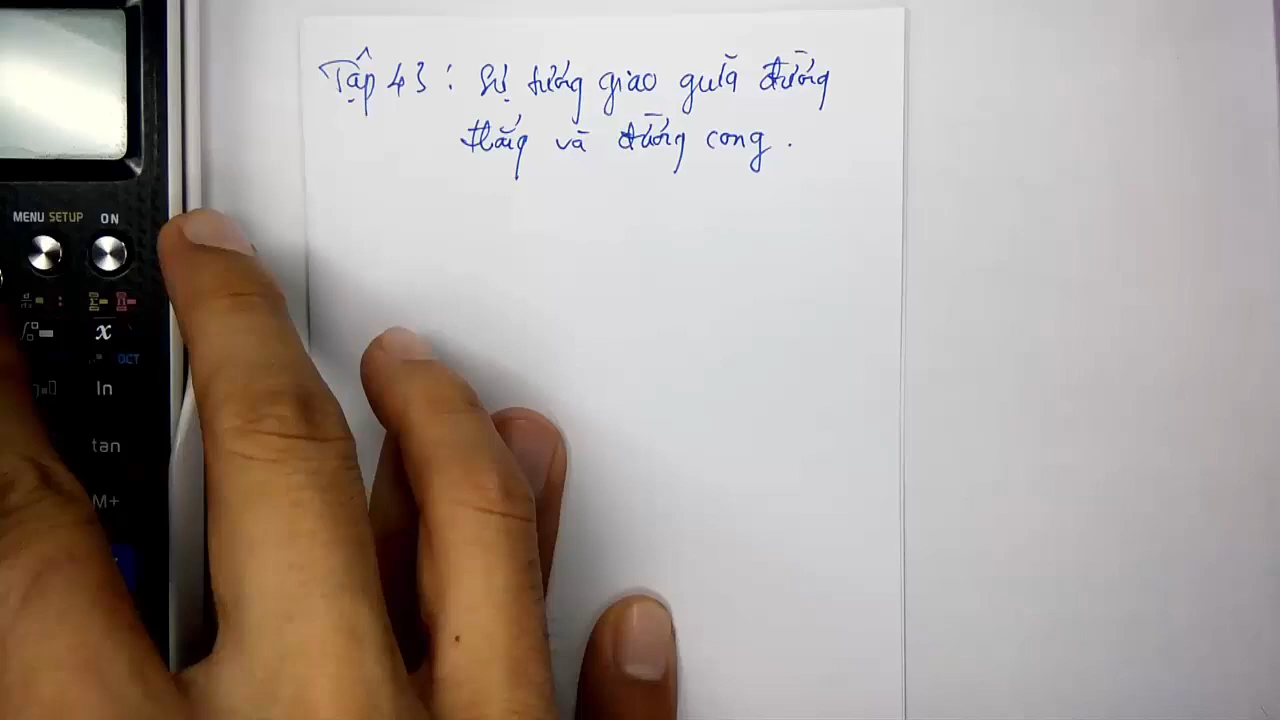 MENU SETUP ON
x
OCT
ln
tan
M+
Tập 43 : Sự tương giao giữa đường
thẳng và đường cong .